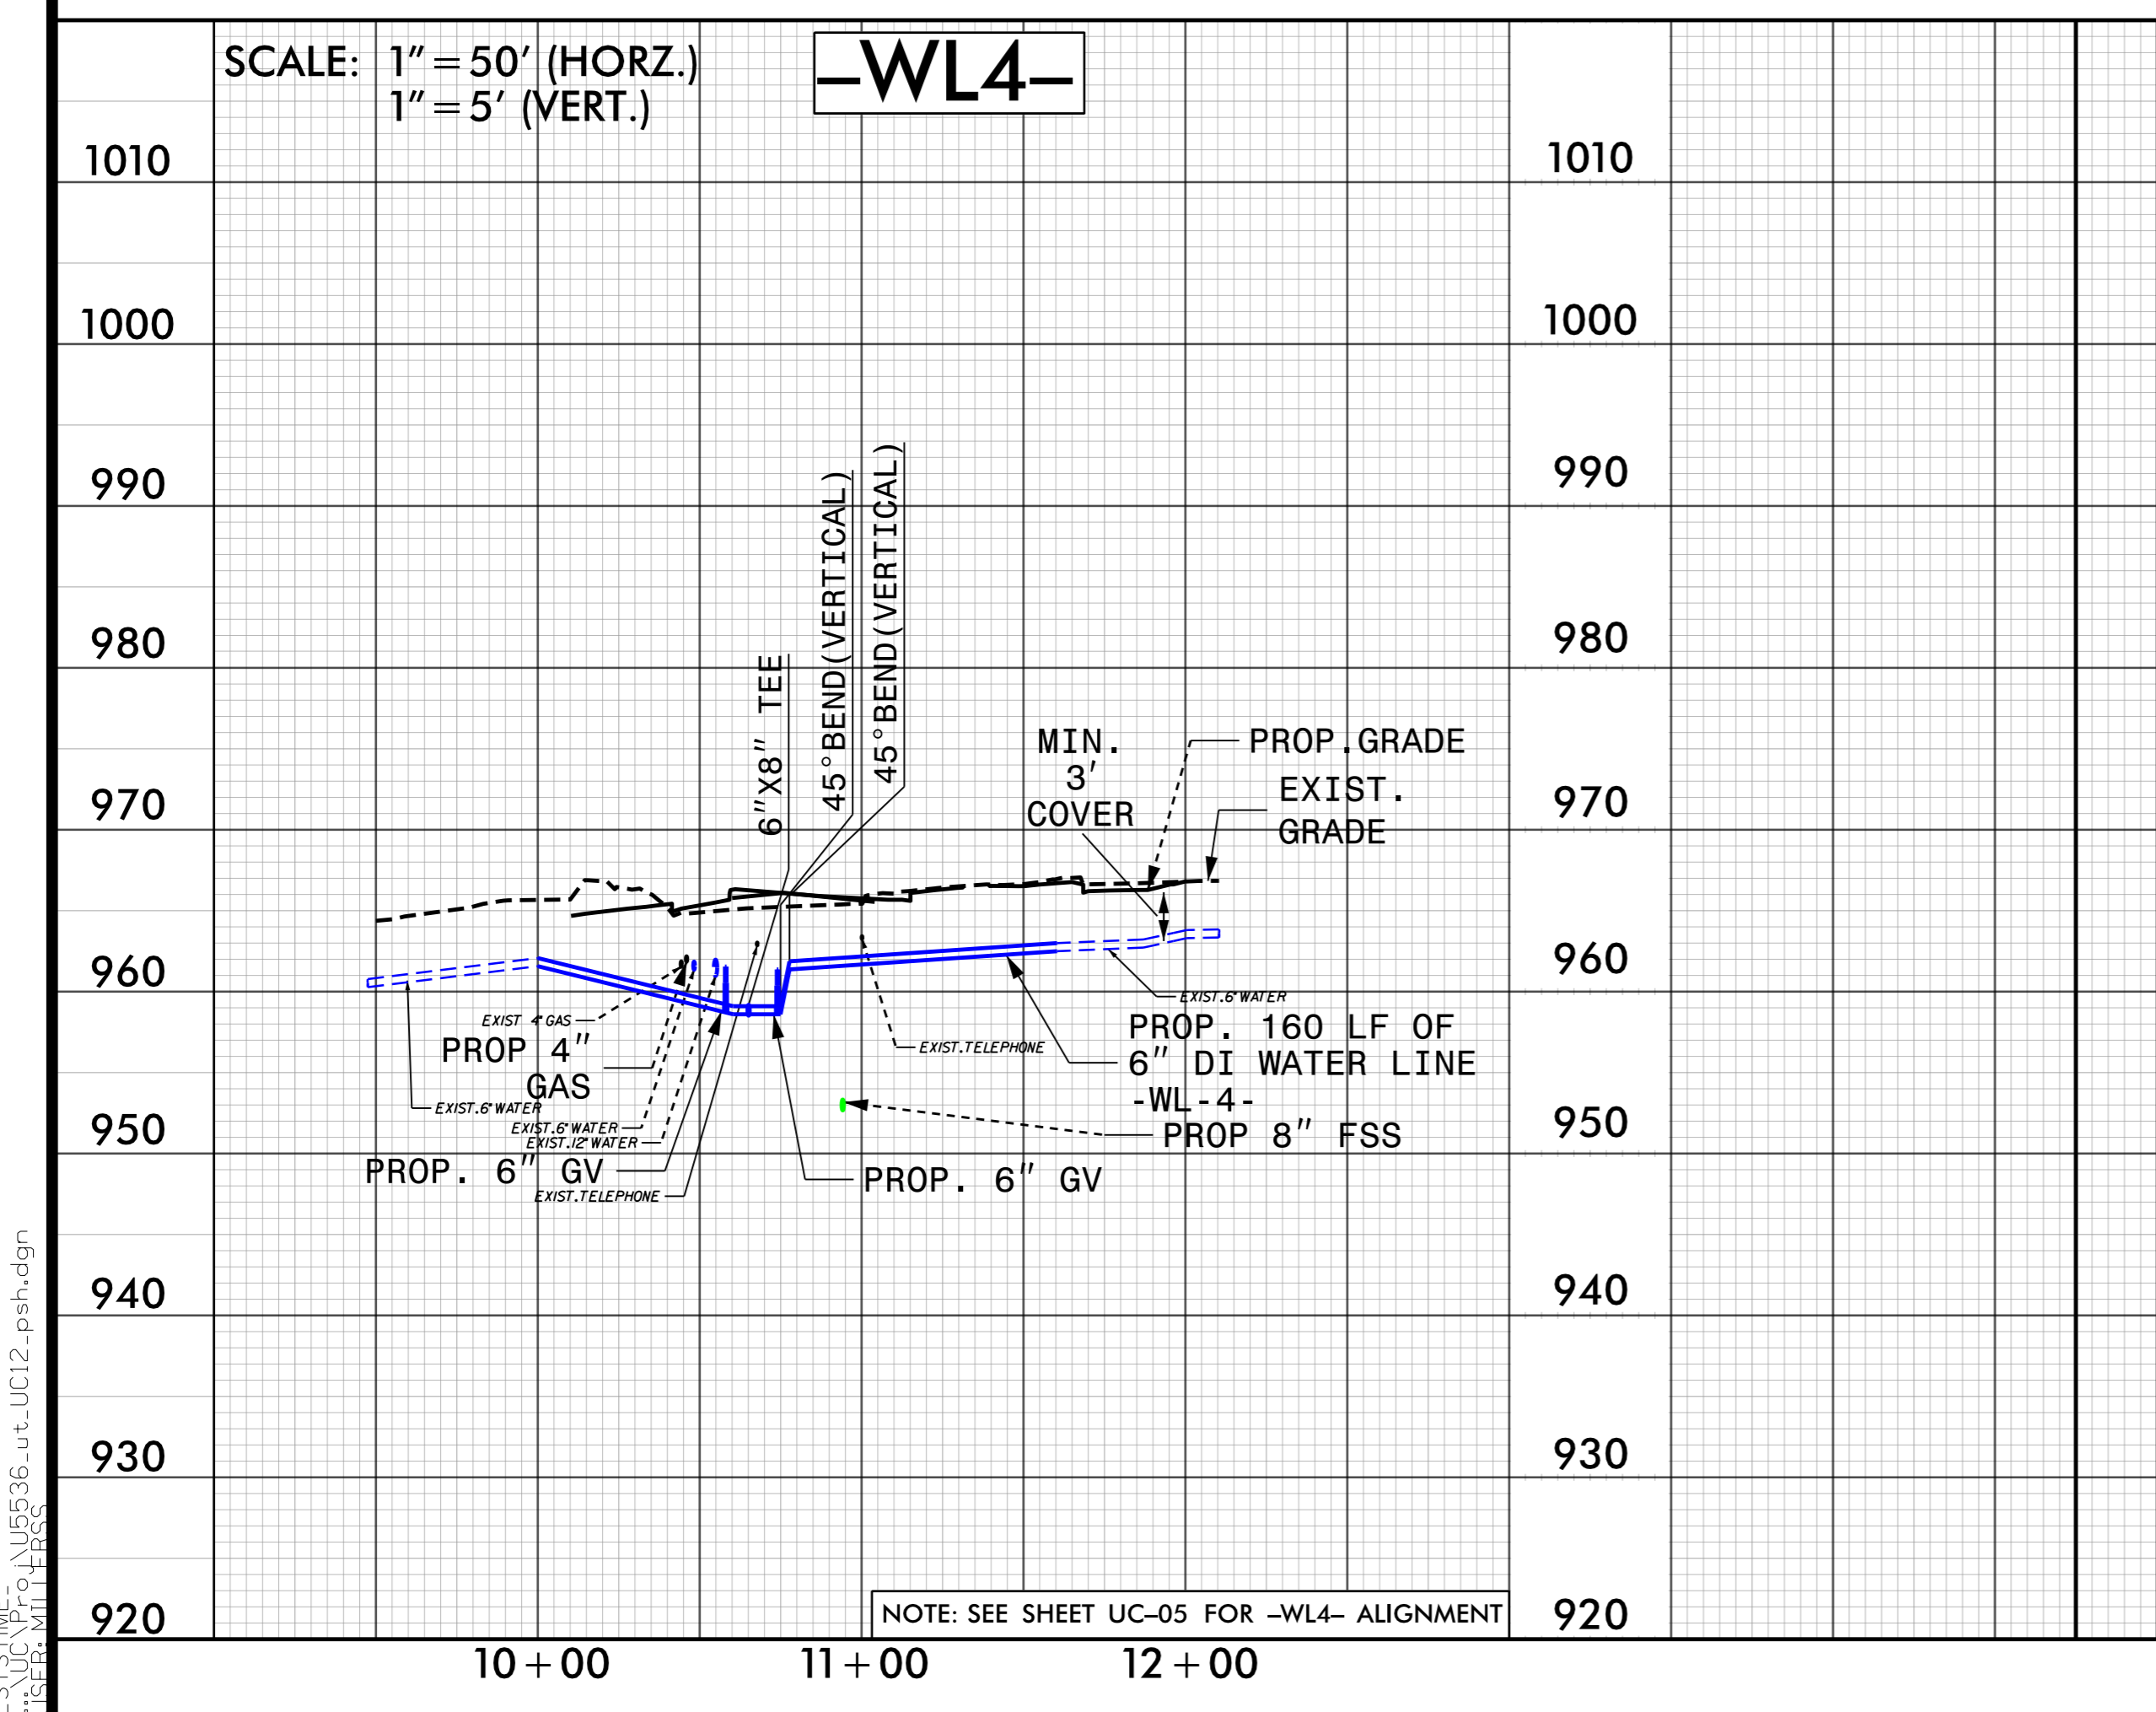 SCALE: 1"=50' (HORZ.)
1"=5' (VERT.)
–WL4–
1010 1010
1000 1000
990 990
980 980
970 970
960 960
950 950
940 940
930 930
920 920
6"X8" TEE
45°BEND(VERTICAL)
45°BEND(VERTICAL)
MIN.
3'
COVER
PROP.GRADE
EXIST.
GRADE
EXIST 4" GAS
PROP 4"
GAS
EXIST.6" WATER
EXIST.6" WATER
EXIST.12" WATER
PROP. 6" GV
EXIST.TELEPHONE
EXIST.TELEPHONE
EXIST.6" WATER
PROP. 160 LF OF
6" DI WATER LINE
-WL-4-
PROP 8" FSS
PROP. 6" GV
NOTE: SEE SHEET UC–05 FOR –WL4– ALIGNMENT
10+00 11+00 12+00
...\UC\Proj\U5536_ut_UC12_psh.dgn